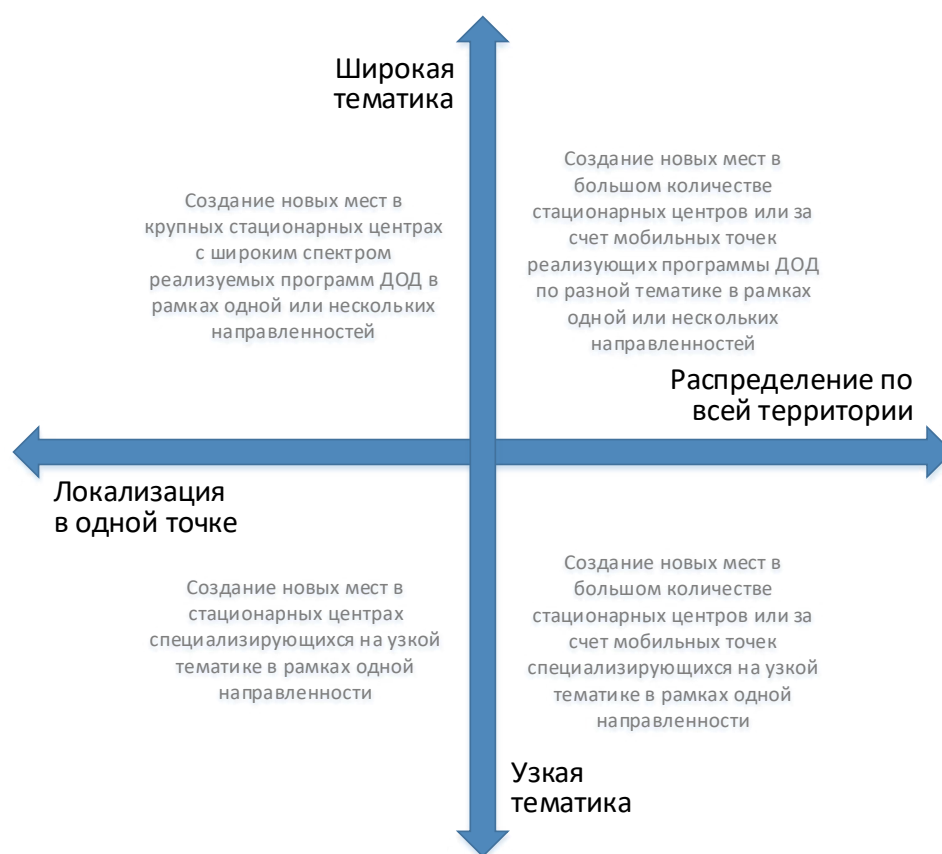 Широкая
тематика
Создание новых мест в
крупных стационарных центрах
с широким спектром
реализуемых программ ДОД в
рамках одной или нескольких
направленностей
Создание новых мест в
большом количестве
стационарных центров или за
счет мобильных точек
реализующих программы ДОД
по разной тематике в рамках
одной или нескольких
направленностей
Распределение по
всей территории
Локализация
в одной точке
Создание новых мест в
стационарных центрах
специализирующихся на узкой
тематике в рамках одной
направленности
Создание новых мест в
большом количестве
стационарных центров или за
счет мобильных точек
специализирующихся на узкой
тематике в рамках одной
направленности
Узкая
тематика